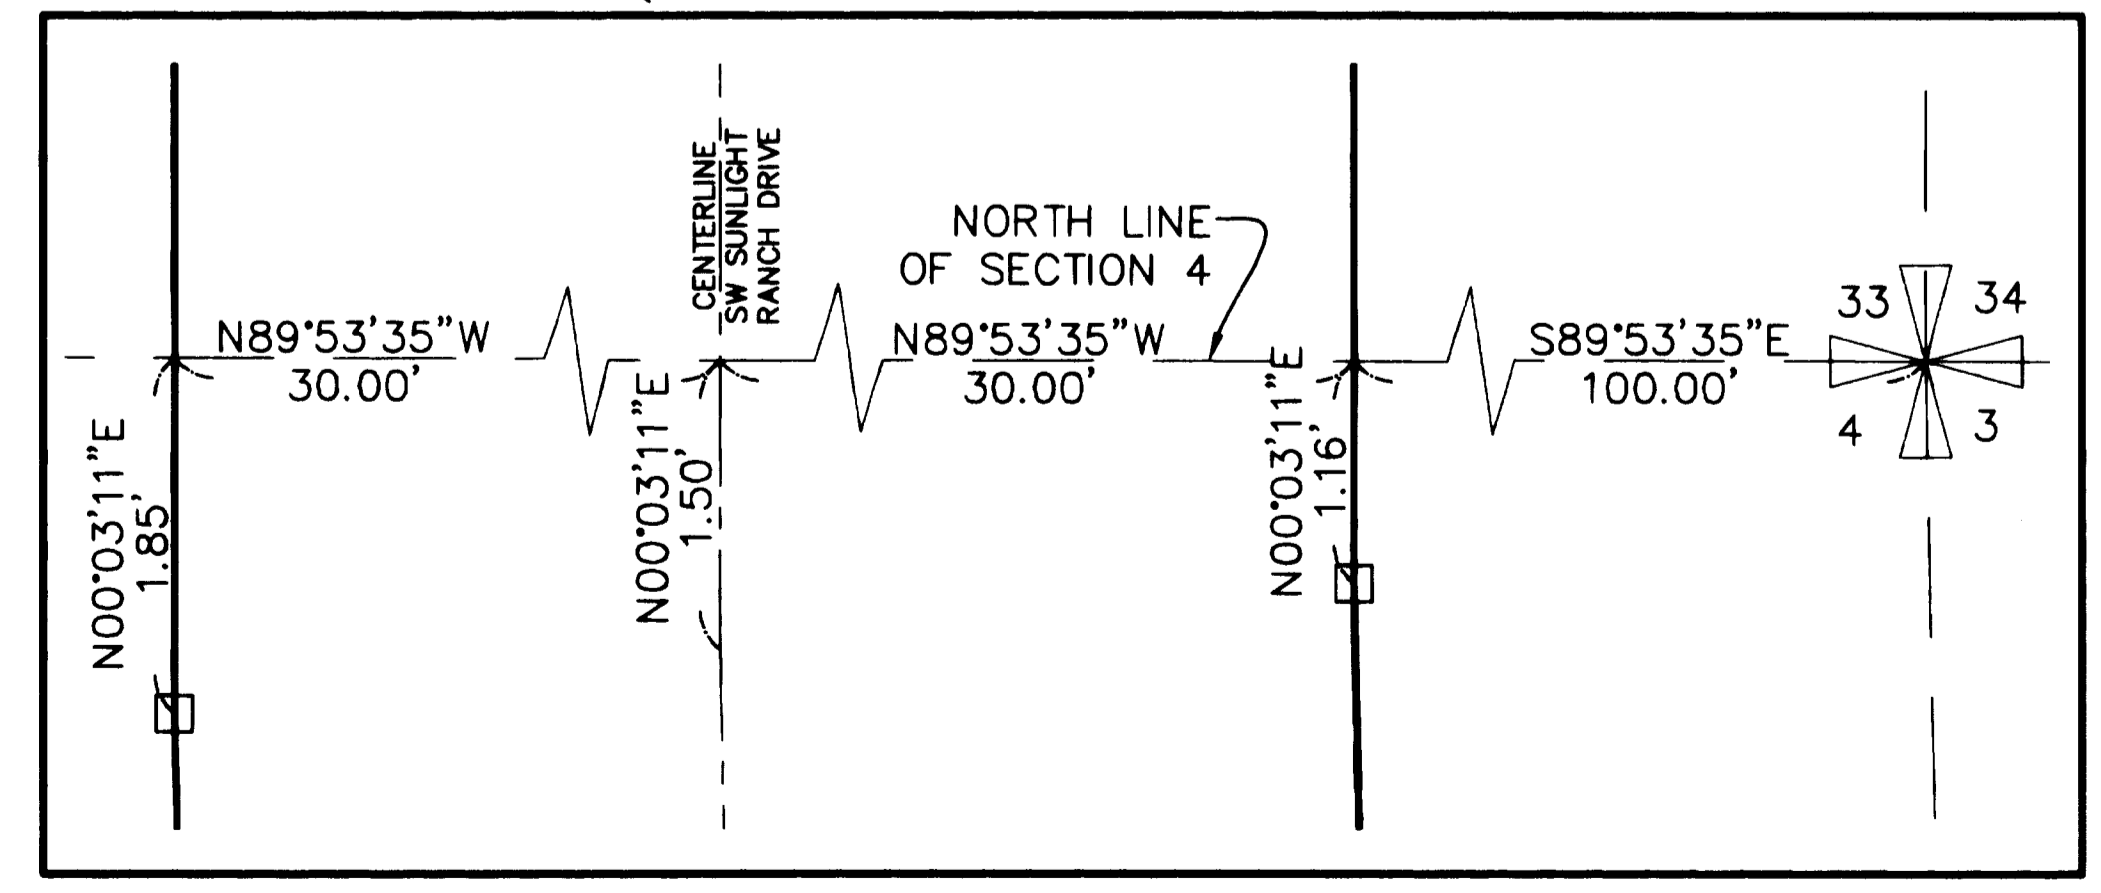 CENTERLINE
SW SUNLIGHT
RANCH DRIVE
NORTH LINE
OF SECTION 4
33
34
N89°53'35"W
30.00'
N89°53'35"W
30.00'
S89°53'35"E
100.00'
4
3
N00°03'11"E
1.85'
N00°03'11"E
1.50'
N00°03'11"E
1.16'